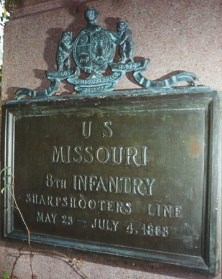 U S
MISSOURI
8TH INFANTRY
SHARPSHOOTERS LINE
MAY 23 — JULY 4, 1863